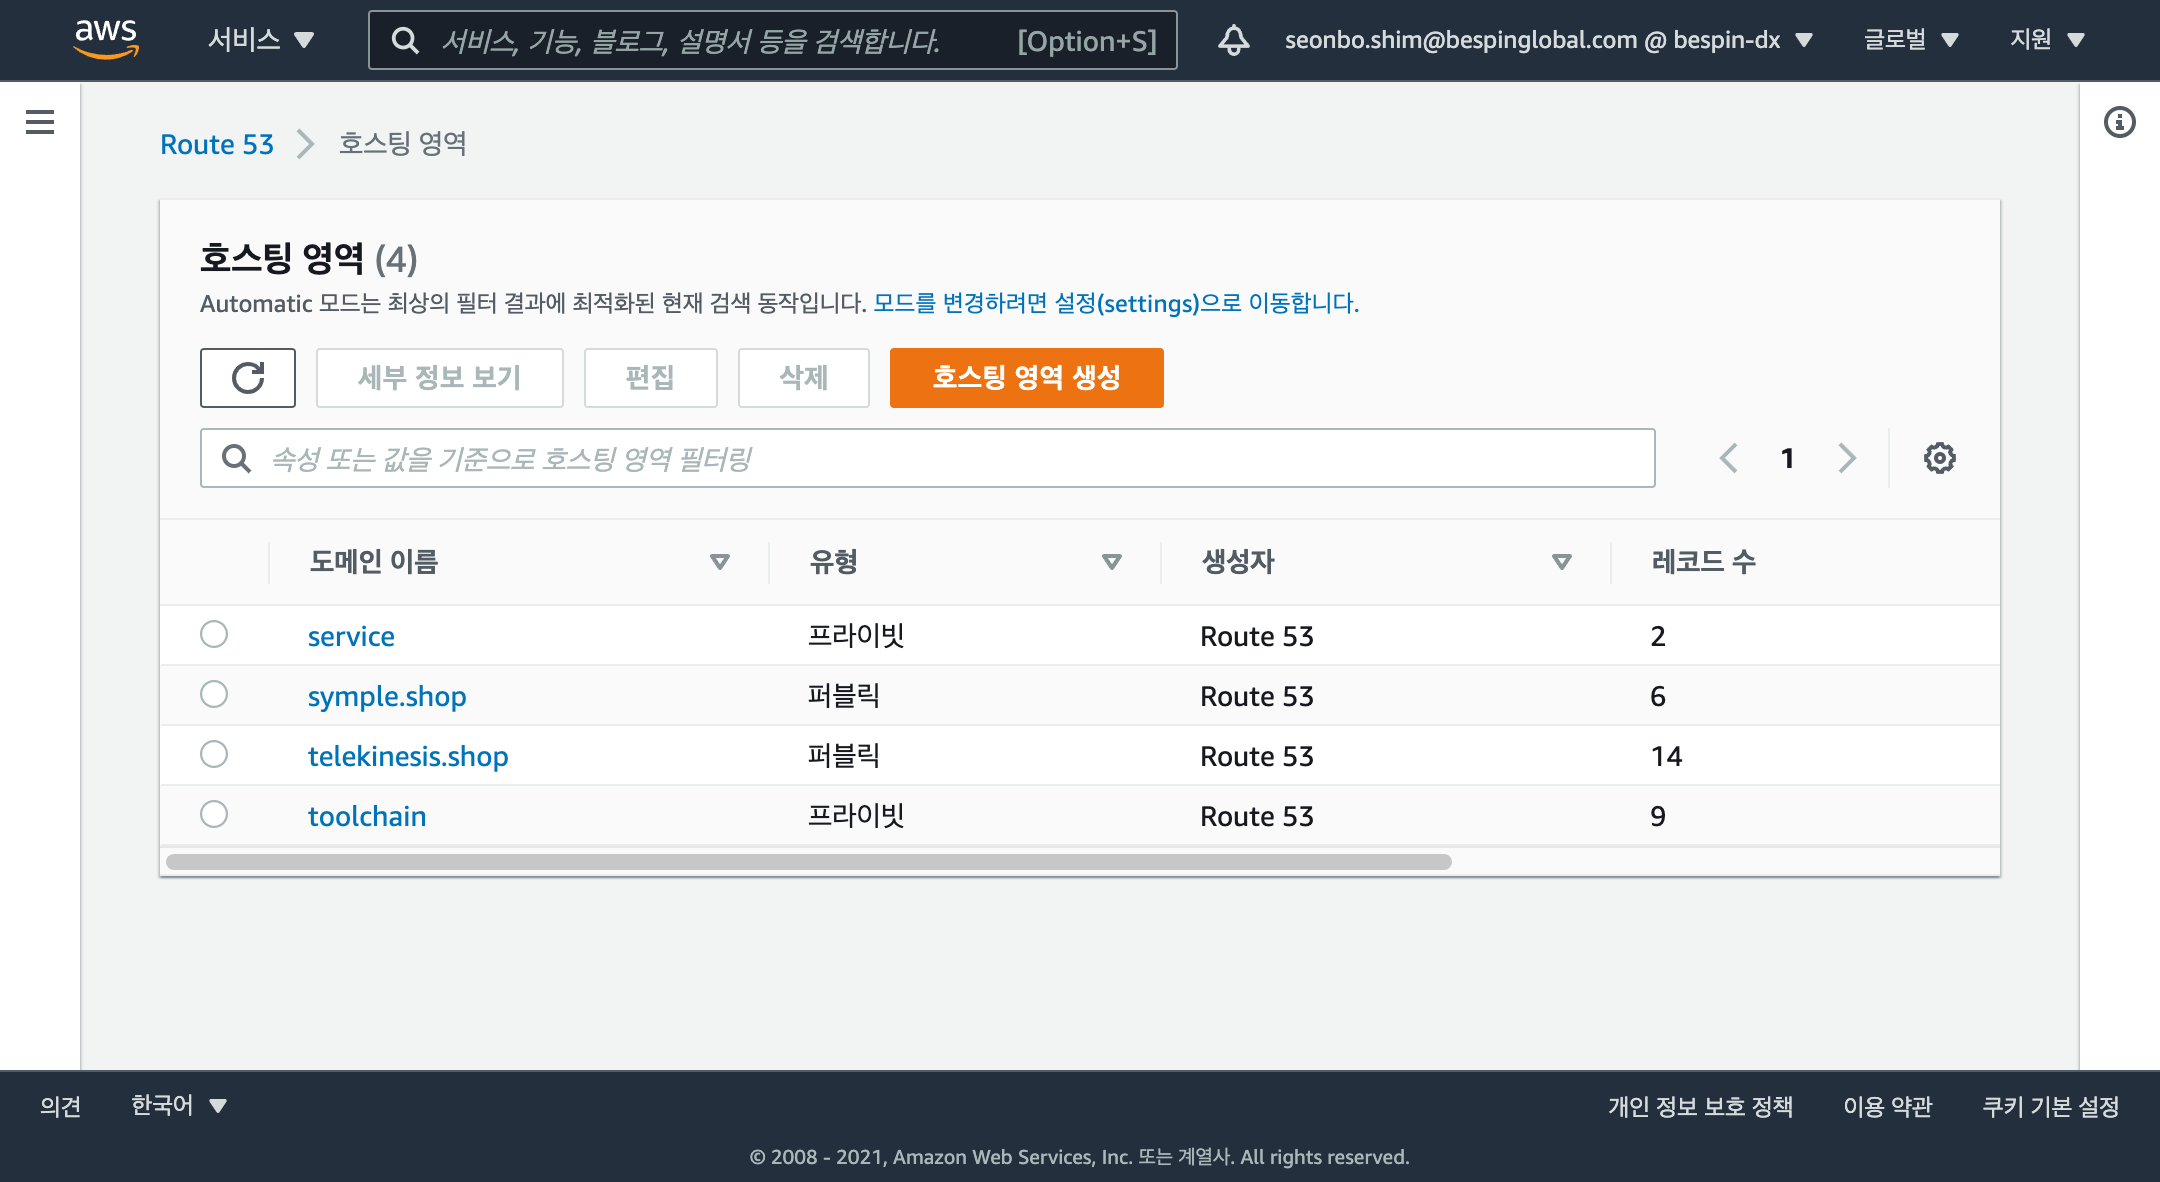 aws 서비스 서비스, 기능, 블로그, 설명서 등을 검색합니다. [Option+S] seonbo.shim@bespinglobal.com @ bespin-dx 글로벌 지원
Route 53 호스팅 영역
호스팅 영역 (4)
Automatic 모드는 최상의 필터 결과에 최적화된 현재 검색 동작입니다. 모드를 변경하려면 설정(settings)으로 이동합니다.
세부 정보 보기 편집 삭제 호스팅 영역 생성
속성 또는 값을 기준으로 호스팅 영역 필터링 1
도메인 이름 유형 생성자 레코드 수
service 프라이빗 Route 53 2
symple.shop 퍼블릭 Route 53 6
telekinesis.shop 퍼블릭 Route 53 14
toolchain 프라이빗 Route 53 9
의견 한국어 개인 정보 보호 정책 이용 약관 쿠키 기본 설정
© 2008 - 2021, Amazon Web Services, Inc. 또는 계열사. All rights reserved.